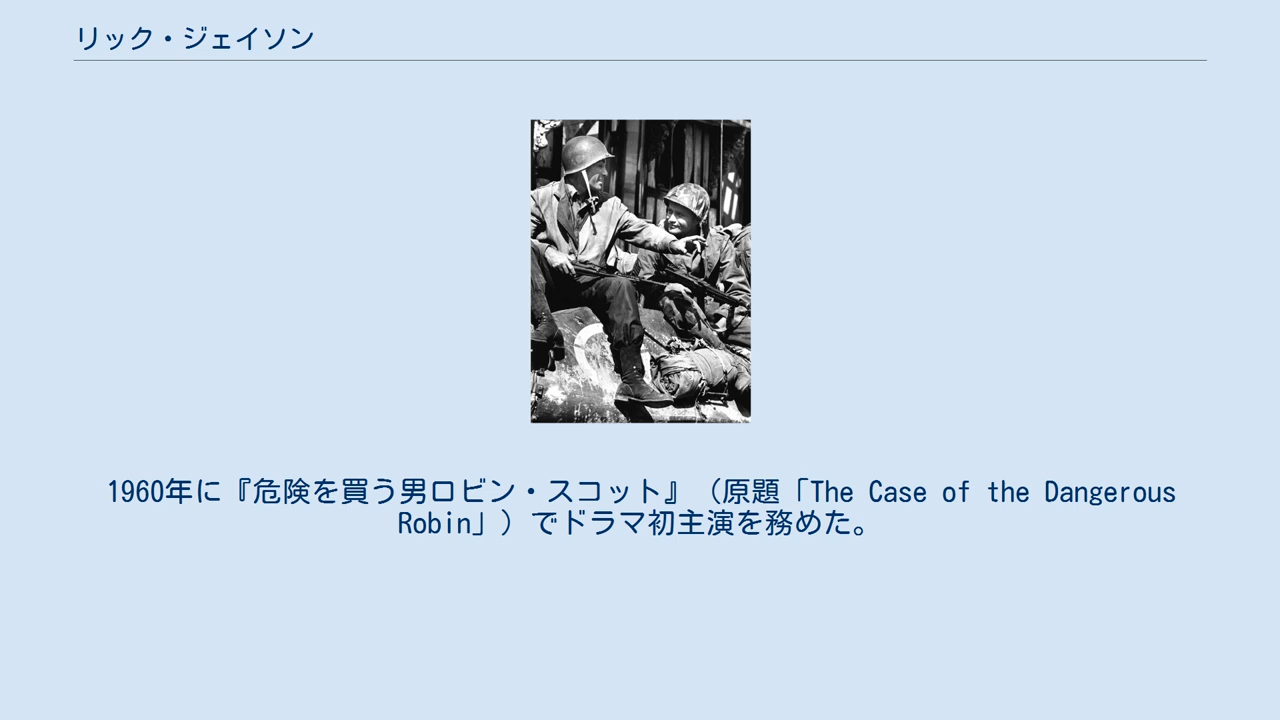 リック・ジェイソン
1960年に『危険を買う男ロビン・スコット』（原題「The Case of the Dangerous
Robin」）でドラマ初主演を務めた。